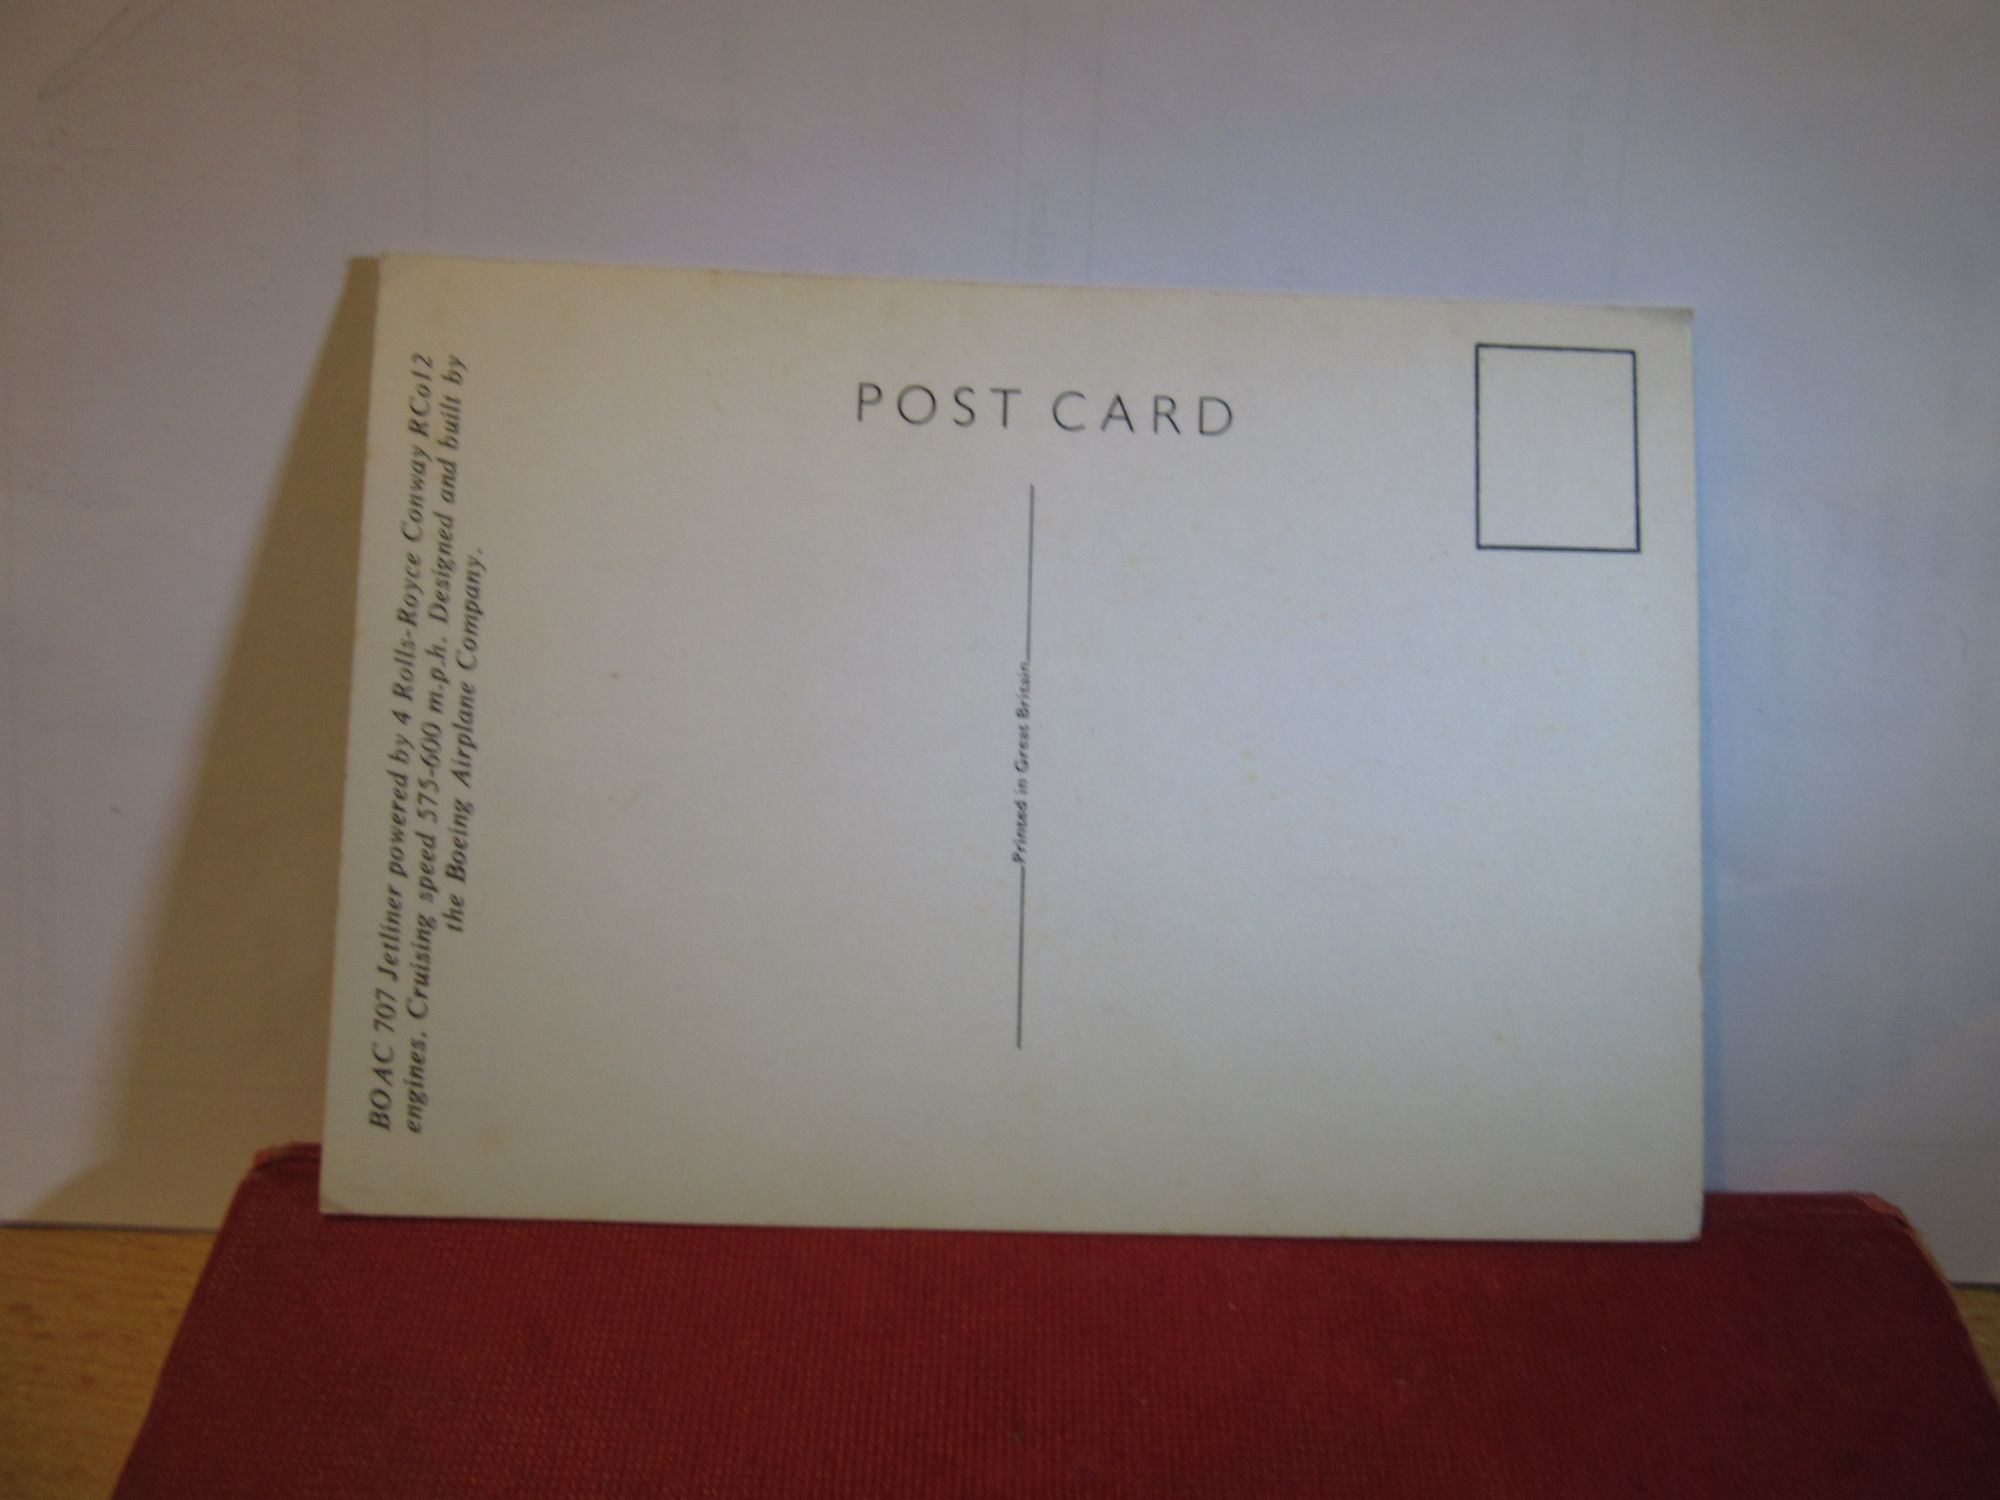 POST CARD
BOAC 707 Jetliner powered by 4 Rolls-Royce Conway RCo12
engines. Cruising speed 575-600 m.p.h. Designed and built by
the Boeing Airplane Company.
Printed in Great Britain